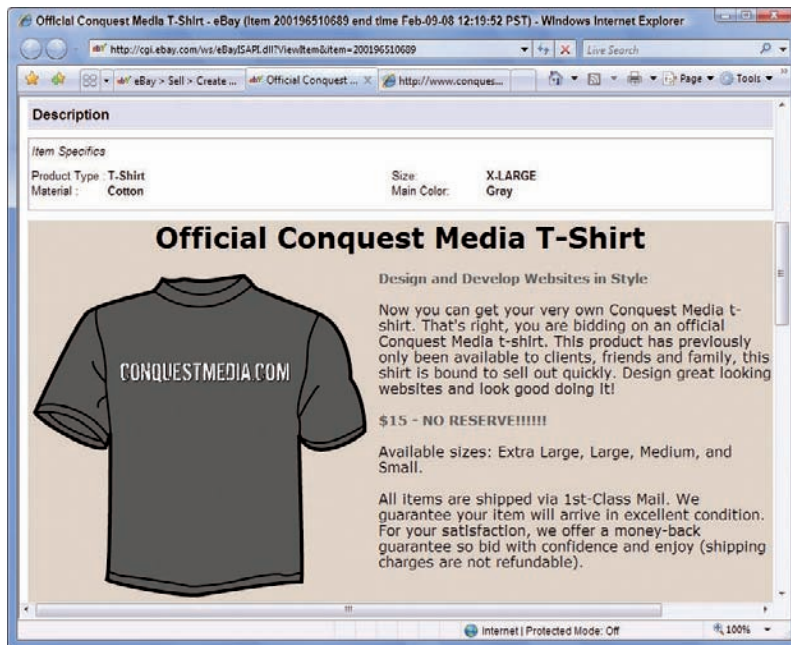 Official Conquest Media T-Shirt - eBay (item 200196510689 end time Feb-09-08 12:19:52 PST) - Windows Internet Explorer
http://cgi.ebay.com/ws/eBayISAPI.dll?ViewItem&item=200196510689
Live Search
eBay > Sell > Create ... Official Conquest ... http://www.conques... Page Tools
Description
Item Specifics
Product Type : T-Shirt Size: X-LARGE
Material : Cotton Main Color: Gray
Official Conquest Media T-Shirt
CONQUESTMEDIA.COM
Design and Develop Websites in Style
Now you can get your very own Conquest Media t-
shirt. That's right, you are bidding on an official
Conquest Media t-shirt. This product has previously
only been available to clients, friends and family, this
shirt is bound to sell out quickly. Design great looking
websites and look good doing it!
$15 - NO RESERVE!!!!!!
Available sizes: Extra Large, Large, Medium, and
Small.
All items are shipped via 1st-Class Mail. We
guarantee your item will arrive in excellent condition.
For your satisfaction, we offer a money-back
guarantee so bid with confidence and enjoy (shipping
charges are not refundable).
Internet | Protected Mode: Off 100%